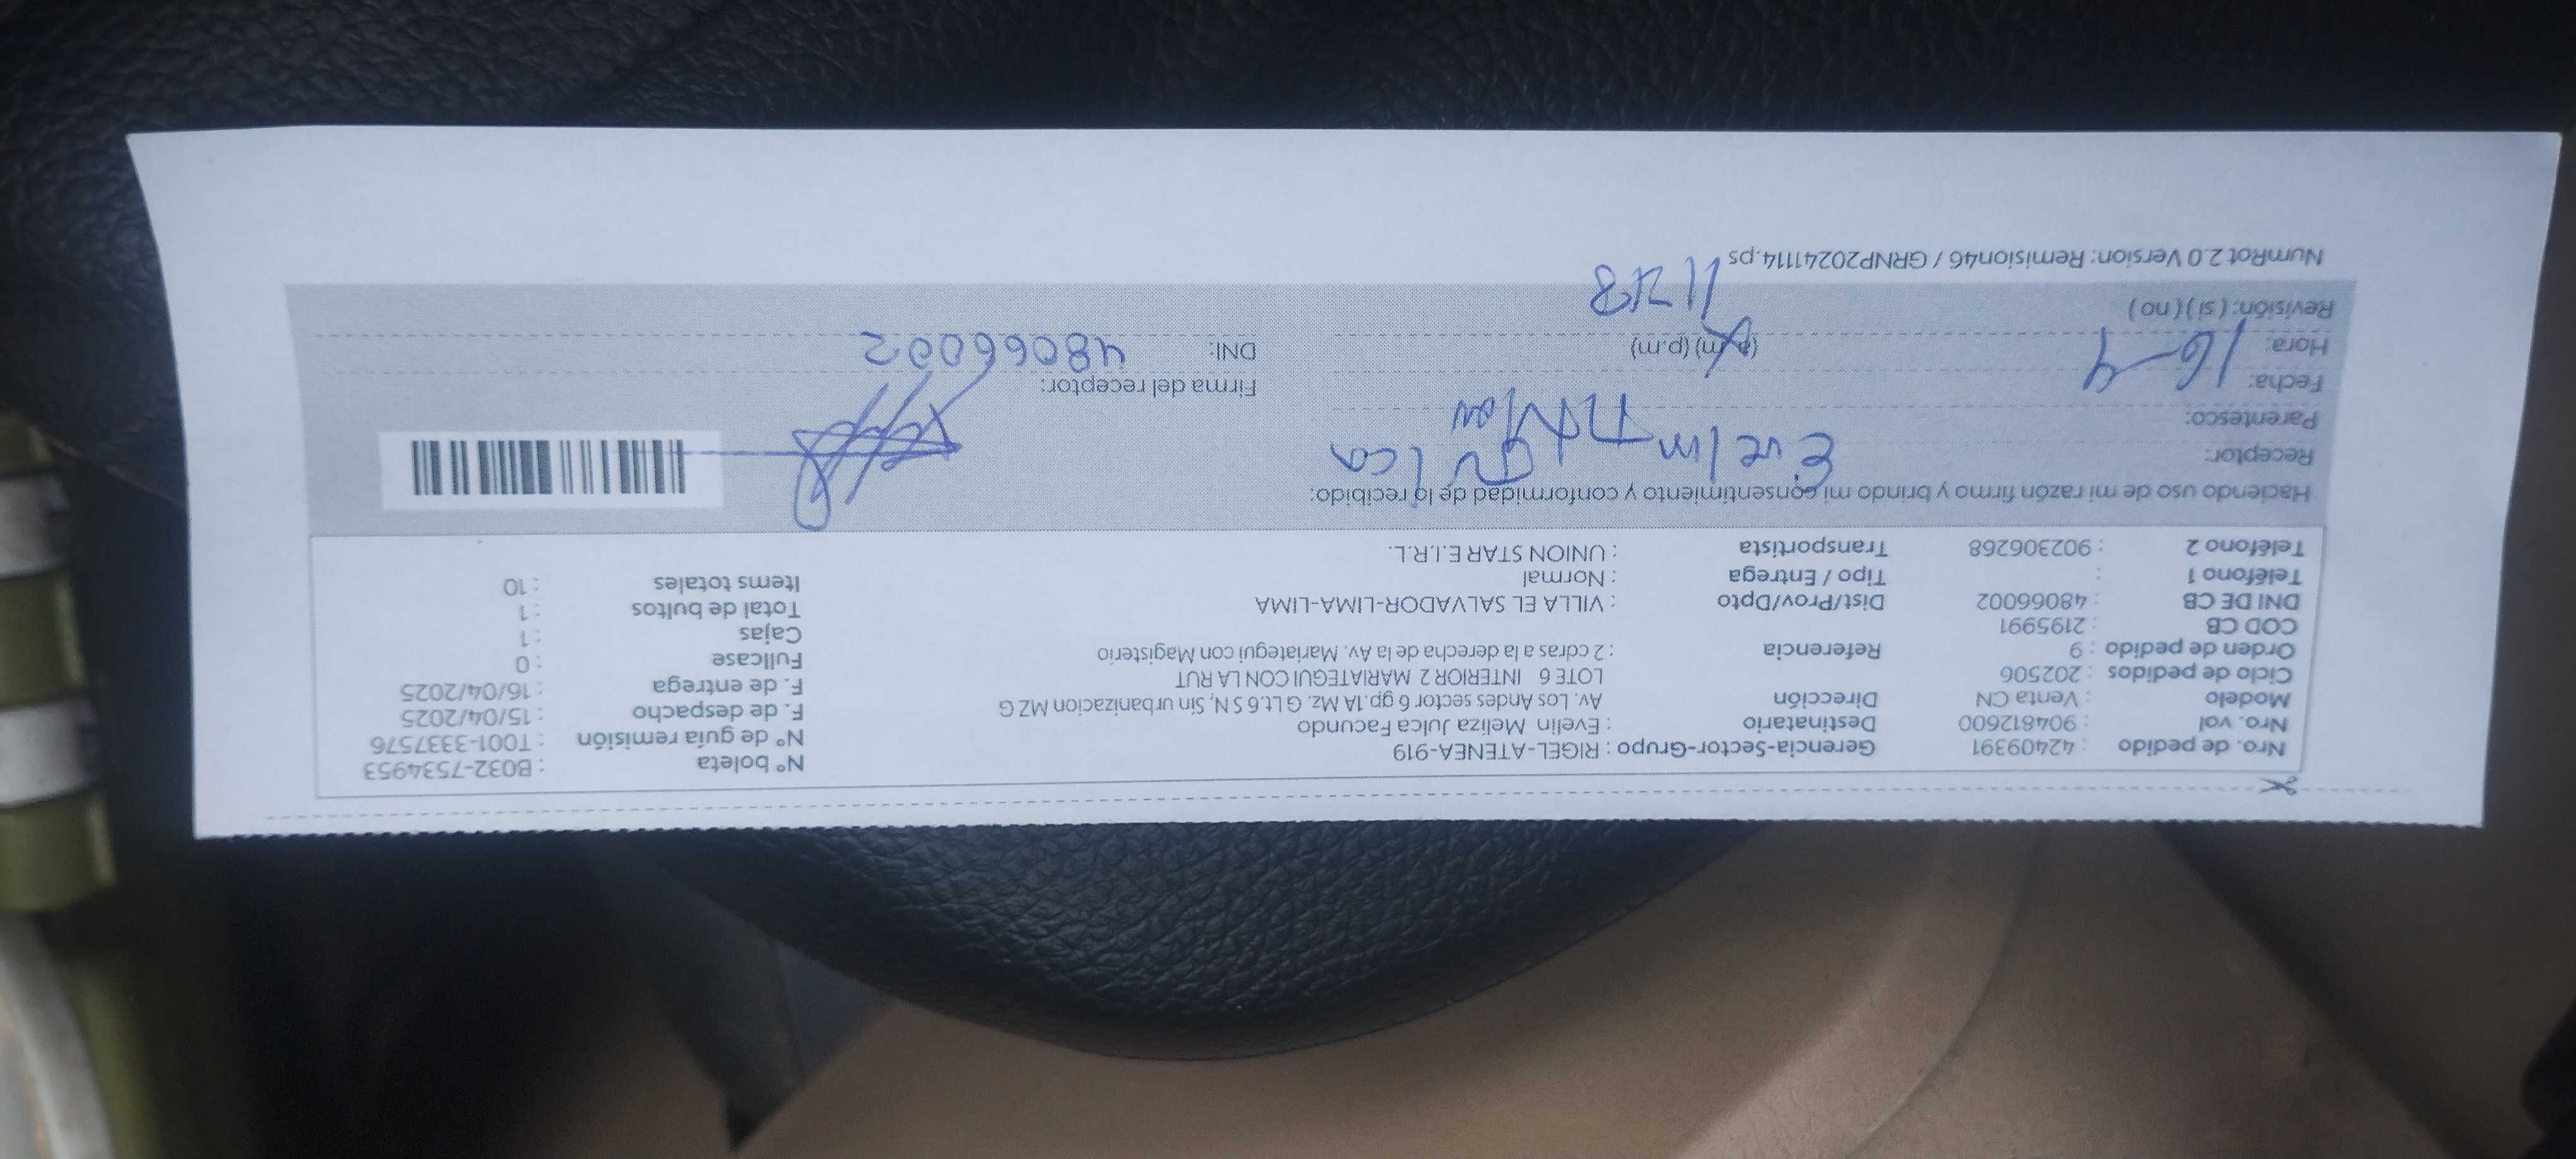 Nro. de pedido : 42409391 Gerencia-Sector-Grupo : RIGEL-ATENEA-919 N° boleta : B032-7534953
Nro. vol : 904812600 Destinatario : Evelin Meliza Julca Facundo N° de guía remisión : T001-3337576
Modelo : Venta CN Dirección Av. Los Andes sector 6 gp.1A Mz. G Lt.6 S N, Sin urbanizacion MZ G F. de despacho : 15/04/2025
Ciclo de pedidos : 202506 LOTE 6 INTERIOR 2 MARIATEGUI CON LA RUT F. de entrega : 16/04/2025
Orden de pedido : 9 Referencia : 2 cdras a la derecha de la Av. Mariategui con Magisterio Fullcase : 0
COD CB : 2195991 Cajas : 1
DNI DE CB : 48066002 Dist/Prov/Dpto : VILLA EL SALVADOR-LIMA-LIMA Total de bultos : 1
Teléfono 1 : Tipo / Entrega : Normal Items totales : 10
Teléfono 2 : 902306268 Transportista : UNION STAR E.I.R.L.
Haciendo uso de mi razón firmo y brindo mi consentimiento y conformidad de lo recibido:
Receptor: Evelin
Parentesco:
Fecha: 16-4 Firma del receptor:
Hora: (a.m) (p.m) DNI: 48066002
Revisión: ( si ) ( no )
NumRot 2.0 Version: Remision46 / GRNP20241114.ps